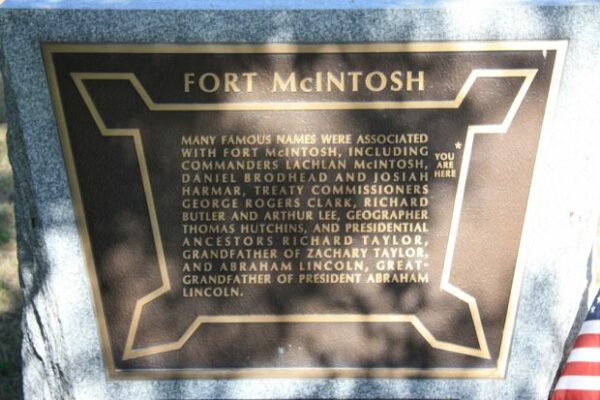 FORT McINTOSH
MANY FAMOUS NAMES WERE ASSOCIATED
WITH FORT McINTOSH, INCLUDING
COMMANDERS LACHLAN McINTOSH,
DANIEL BRODHEAD AND JOSIAH
HARMAR, TREATY COMMISSIONERS
GEORGE ROGERS CLARK, RICHARD
BUTLER AND ARTHUR LEE, GEOGRAPHER
THOMAS HUTCHINS, AND PRESIDENTIAL
ANCESTORS RICHARD TAYLOR,
GRANDFATHER OF ZACHARY TAYLOR,
AND ABRAHAM LINCOLN, GREAT-
GRANDFATHER OF PRESIDENT ABRAHAM
LINCOLN.
*
YOU
ARE
HERE